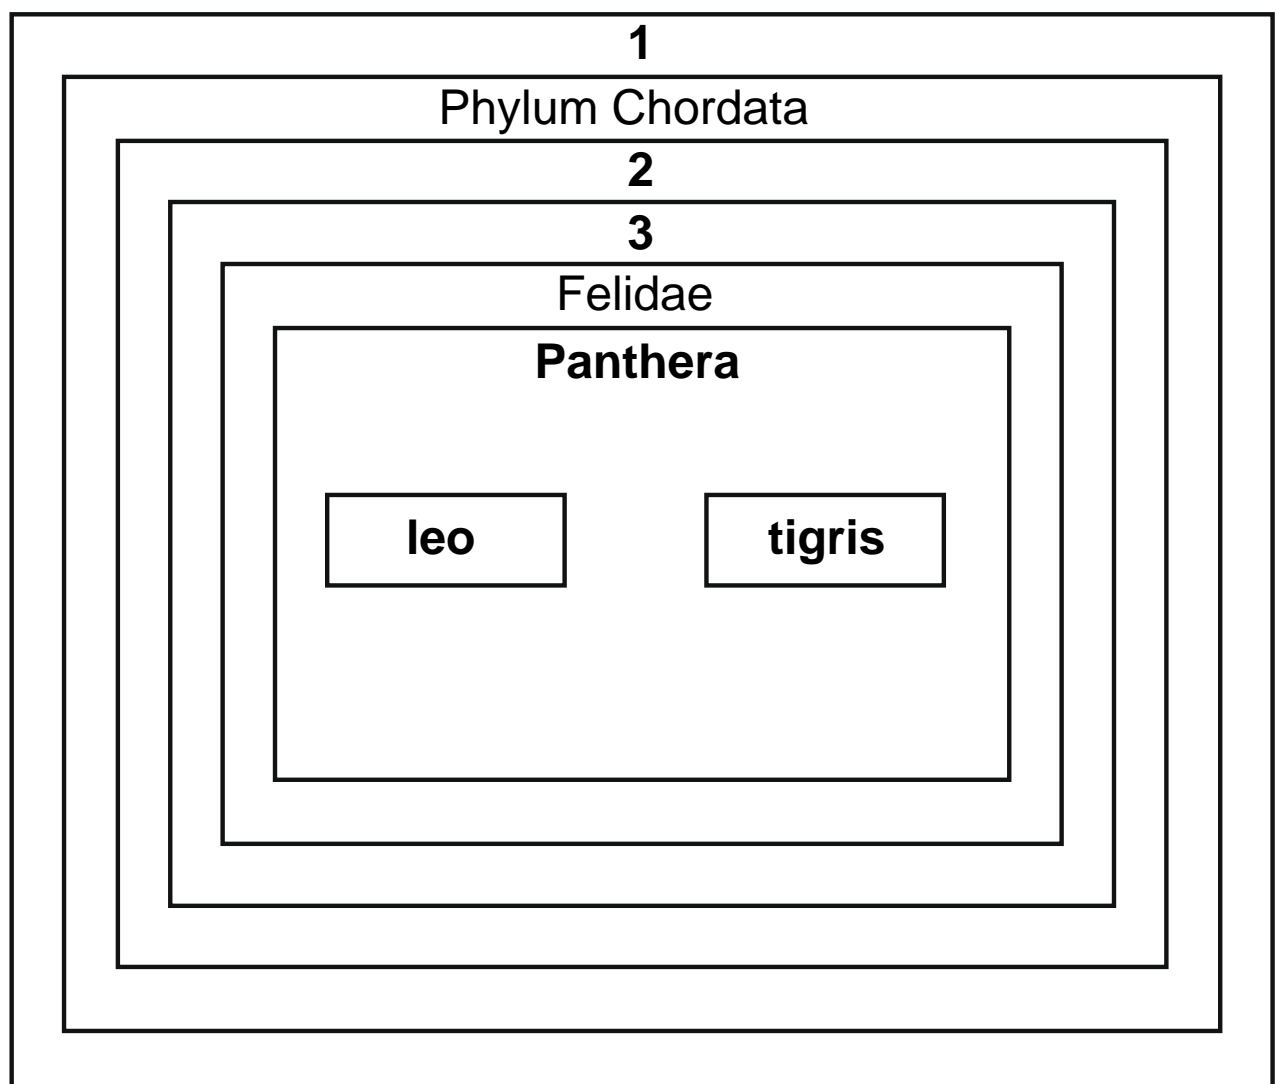 1
Phylum Chordata
2
3
Felidae
Panthera
leo tigris